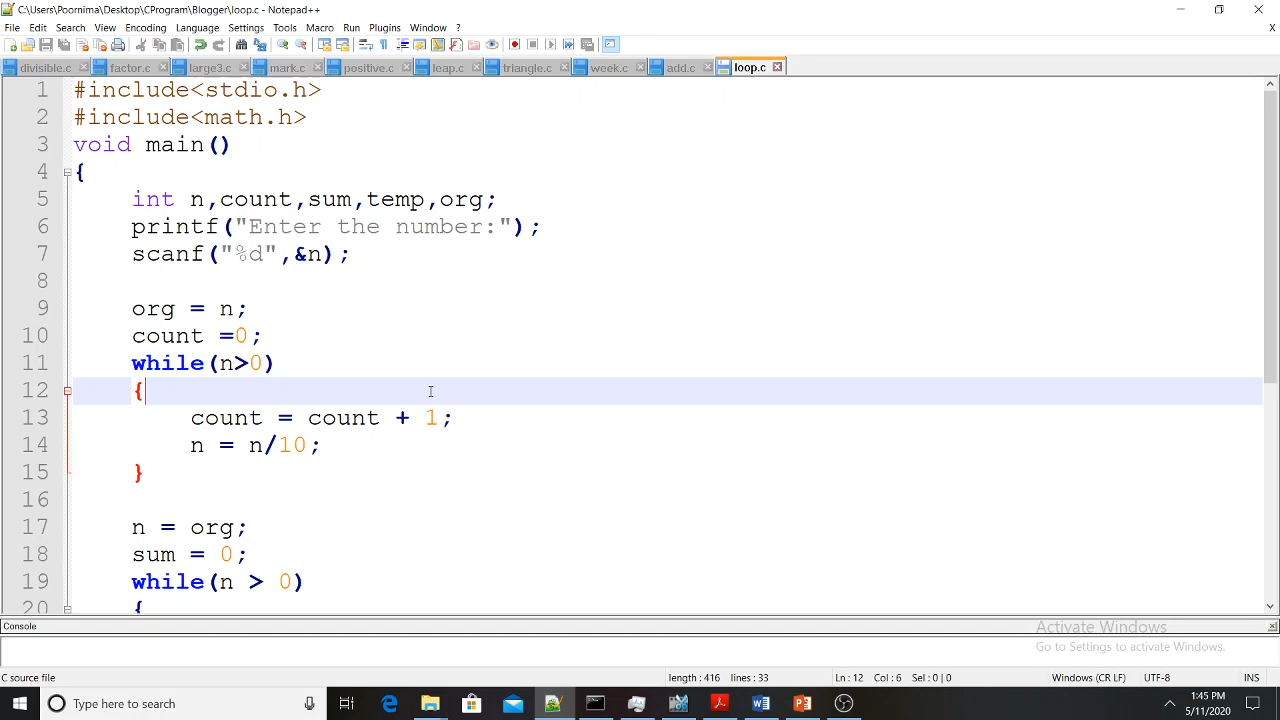 C:\Users\Poornima\Desktop\CProgram\Blogger\loop.c - Notepad++
File Edit Search View Encoding Language Settings Tools Macro Run Plugins Window ?
X
divisible.c factor.c large3.c mark.c positive.c leap.c triangle.c week.c add.c loop.c
1 #include<stdio.h>
2 #include<math.h>
3 void main()
4 {
5 int n,count,sum,temp,org;
6 printf("Enter the number:");
7 scanf("%d",&n);
8
9 org = n;
10 count =0;
11 while(n>0)
12 {
13 count = count + 1;
14 n = n/10;
15 }
16
17 n = org;
18 sum = 0;
19 while(n > 0)
20 {
Console
Activate Windows
Go to Settings to activate Windows.
C source file length : 416 lines : 33 Ln : 12 Col : 6 Sel : 0 | 0 Windows (CR LF) UTF-8 INS
Type here to search
1:45 PM
5/11/2020